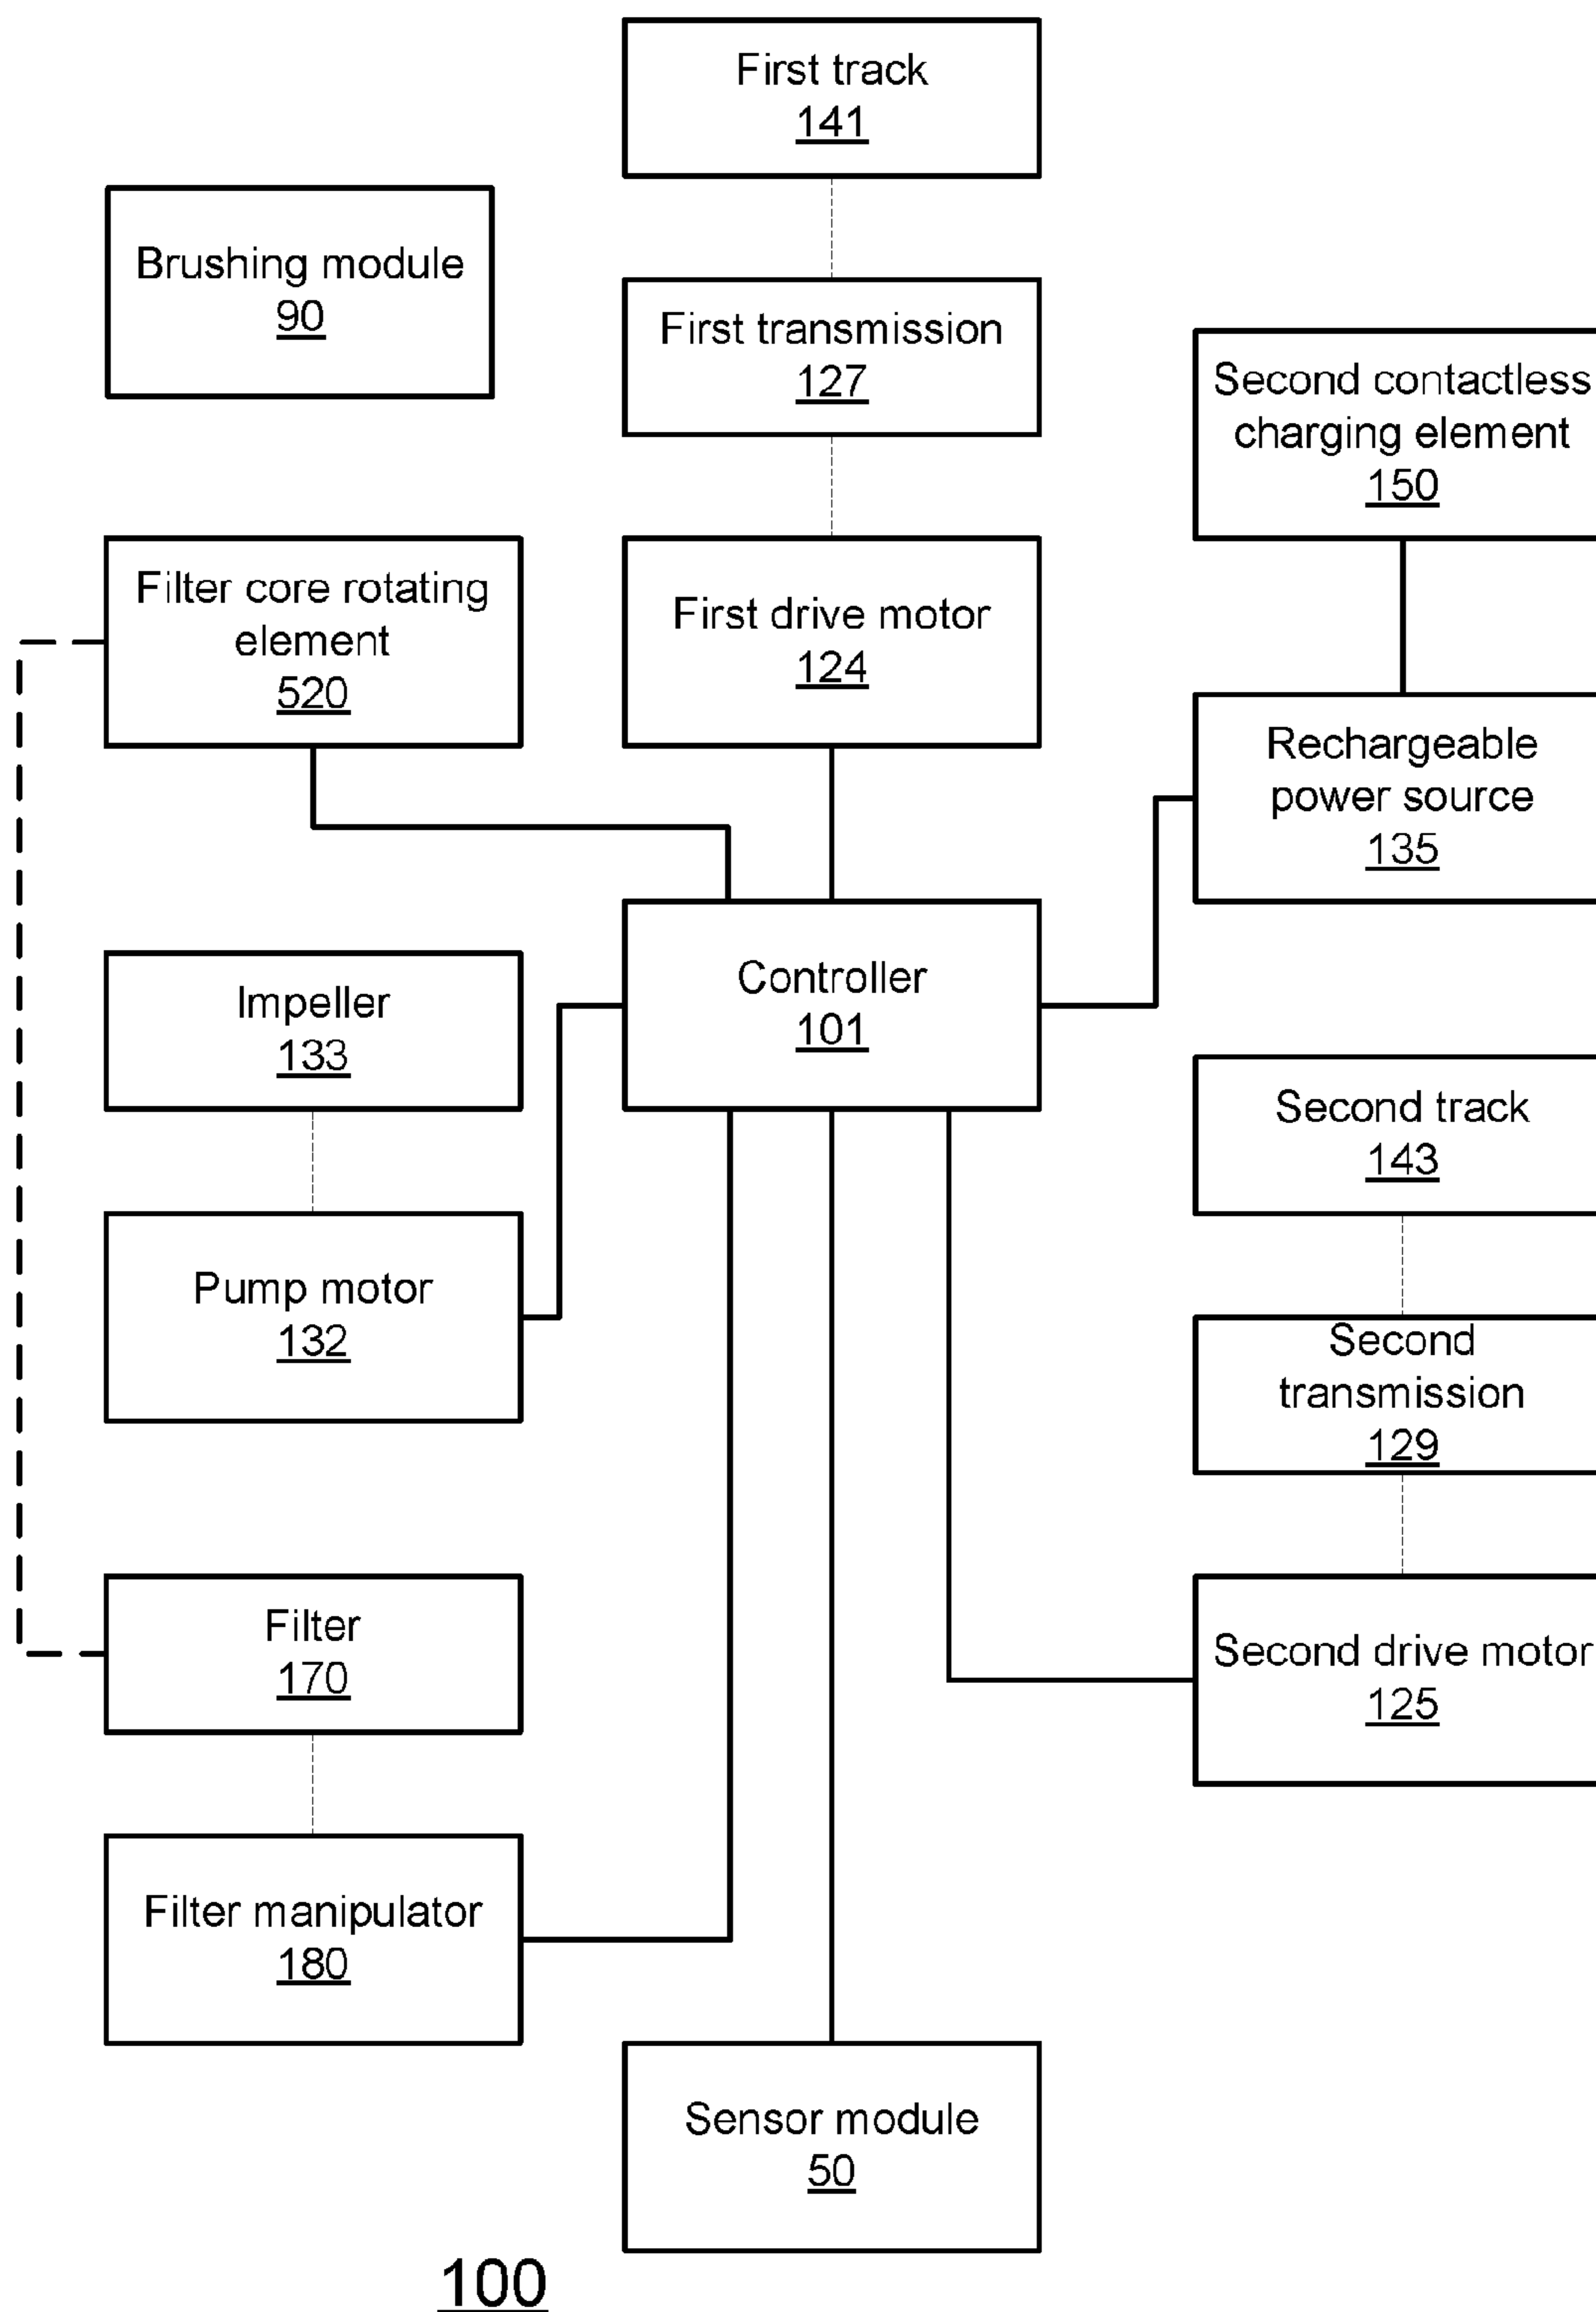 First track
141
Brushing module
90
First transmission
127
Second contactless
charging element
150
Filter core rotating
element
520
First drive motor
124
Rechargeable
power source
135
Impeller
133
Controller
101
Second track
143
Pump motor
132
Second
transmission
129
Filter
170
Second drive motor
125
Filter manipulator
180
Sensor module
50
100